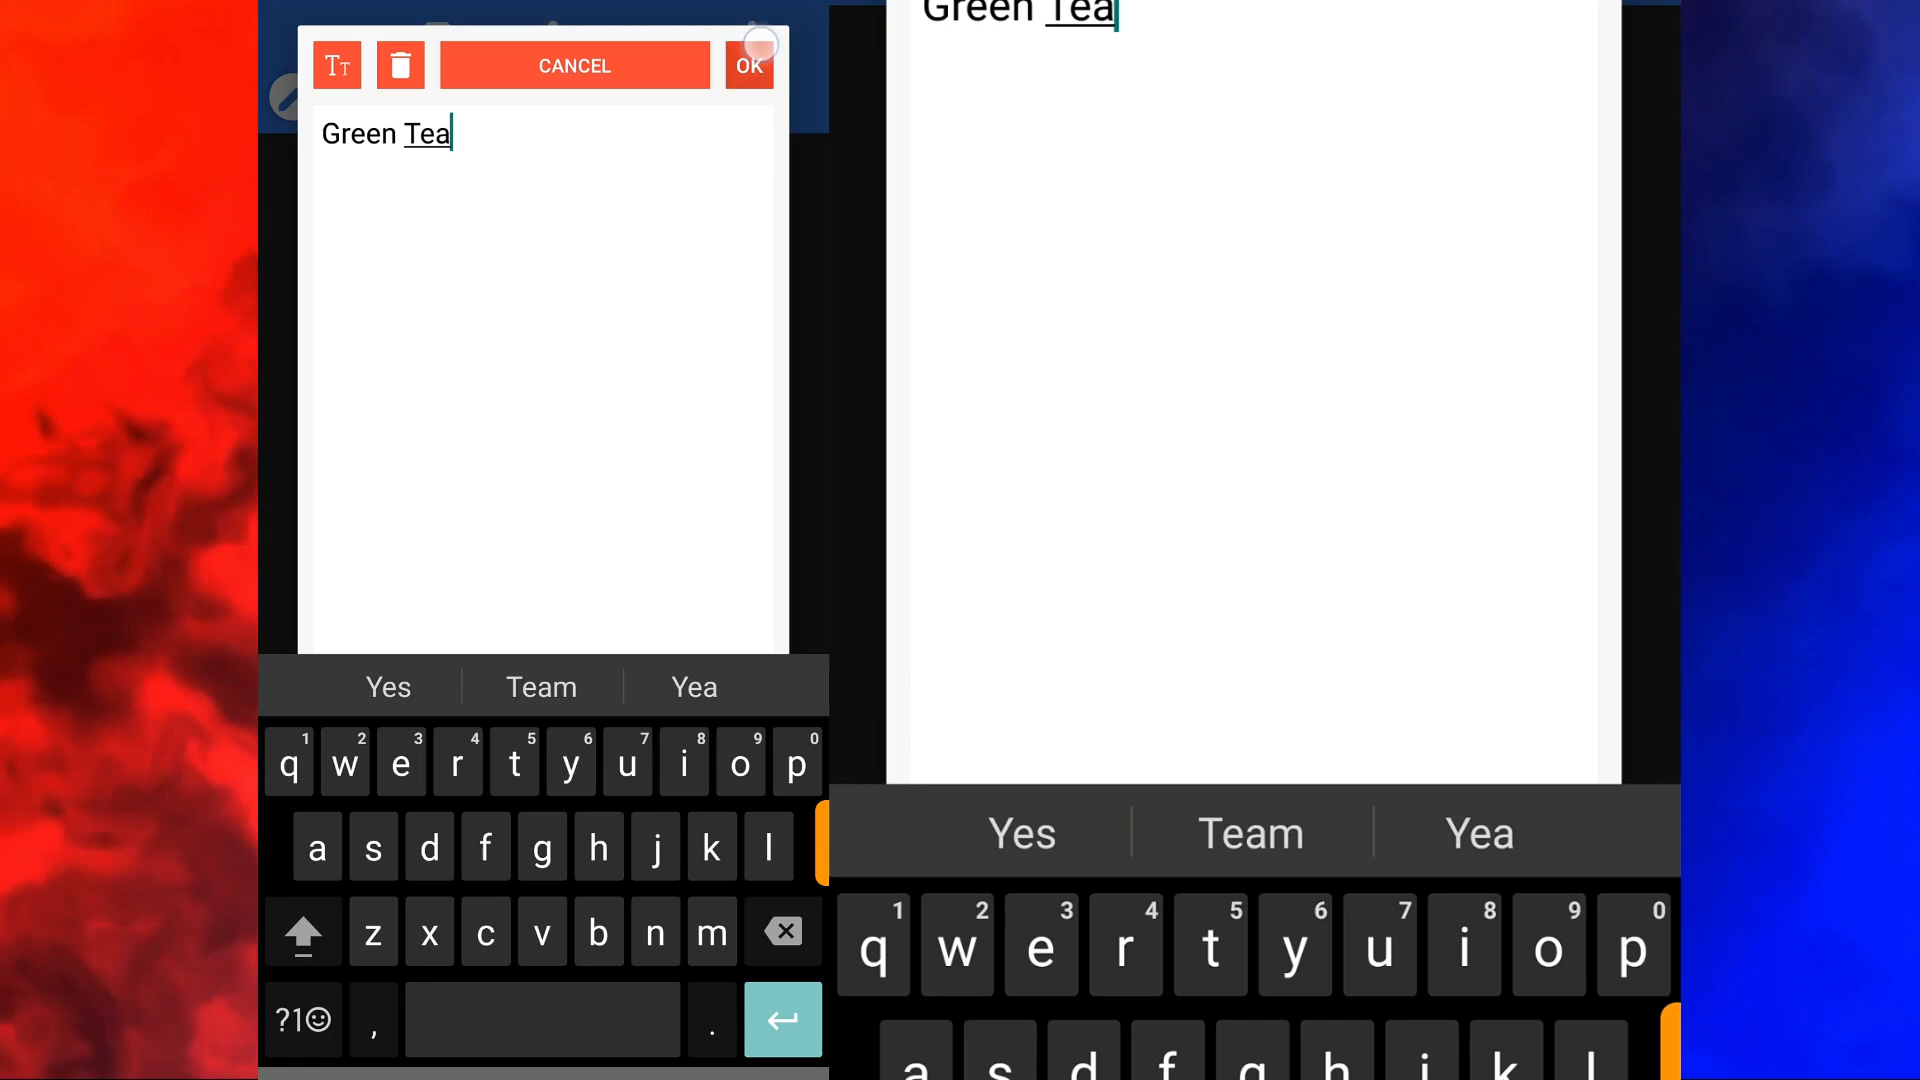 Tт CANCEL OK
Green Tea
Yes Team Yea
1 2 3 4 5 6 7 8 9 0
q w e r t y u i o p
a s d f g h j k l
z x c v b n m
?1☺ , .
Green Tea
Yes Team Yea
1 2 3 4 5 6 7 8 9 0
q w e r t y u i o p
a s d f g h j k l